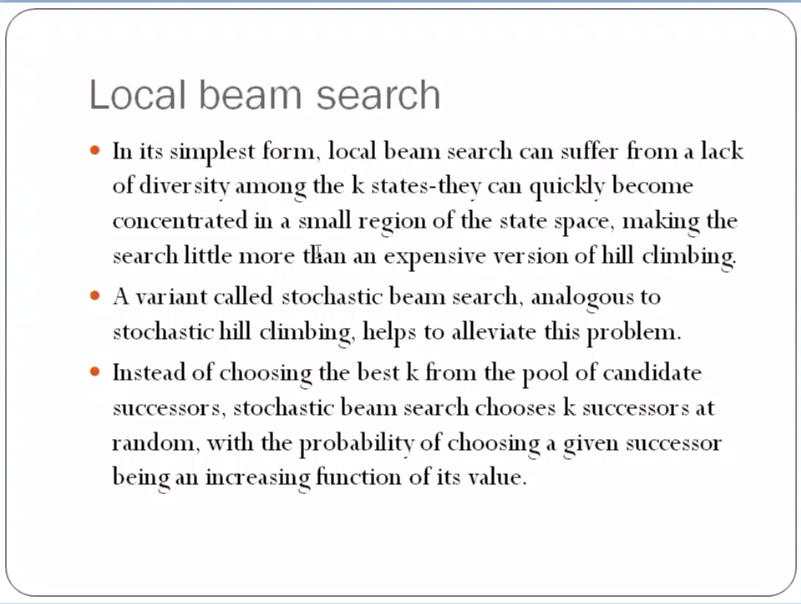 Local beam search
• In its simplest form, local beam search can suffer from a lack
of diversity among the k states-they can quickly become
concentrated in a small region of the state space, making the
search little more than an expensive version of hill climbing.
• A variant called stochastic beam search, analogous to
stochastic hill climbing, helps to alleviate this problem.
• Instead of choosing the best k from the pool of candidate
successors, stochastic beam search chooses k successors at
random, with the probability of choosing a given successor
being an increasing function of its value.